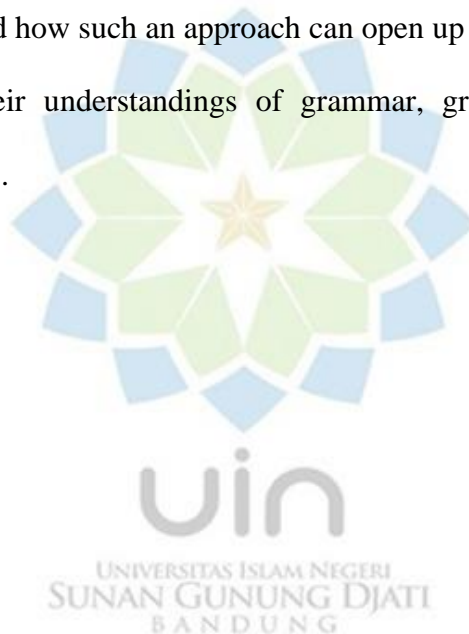 d how such an approach can open up
eir understandings of grammar, gr
.
uin
UNIVERSITAS ISLAM NEGERI
SUNAN GUNUNG DJATI
BANDUNG